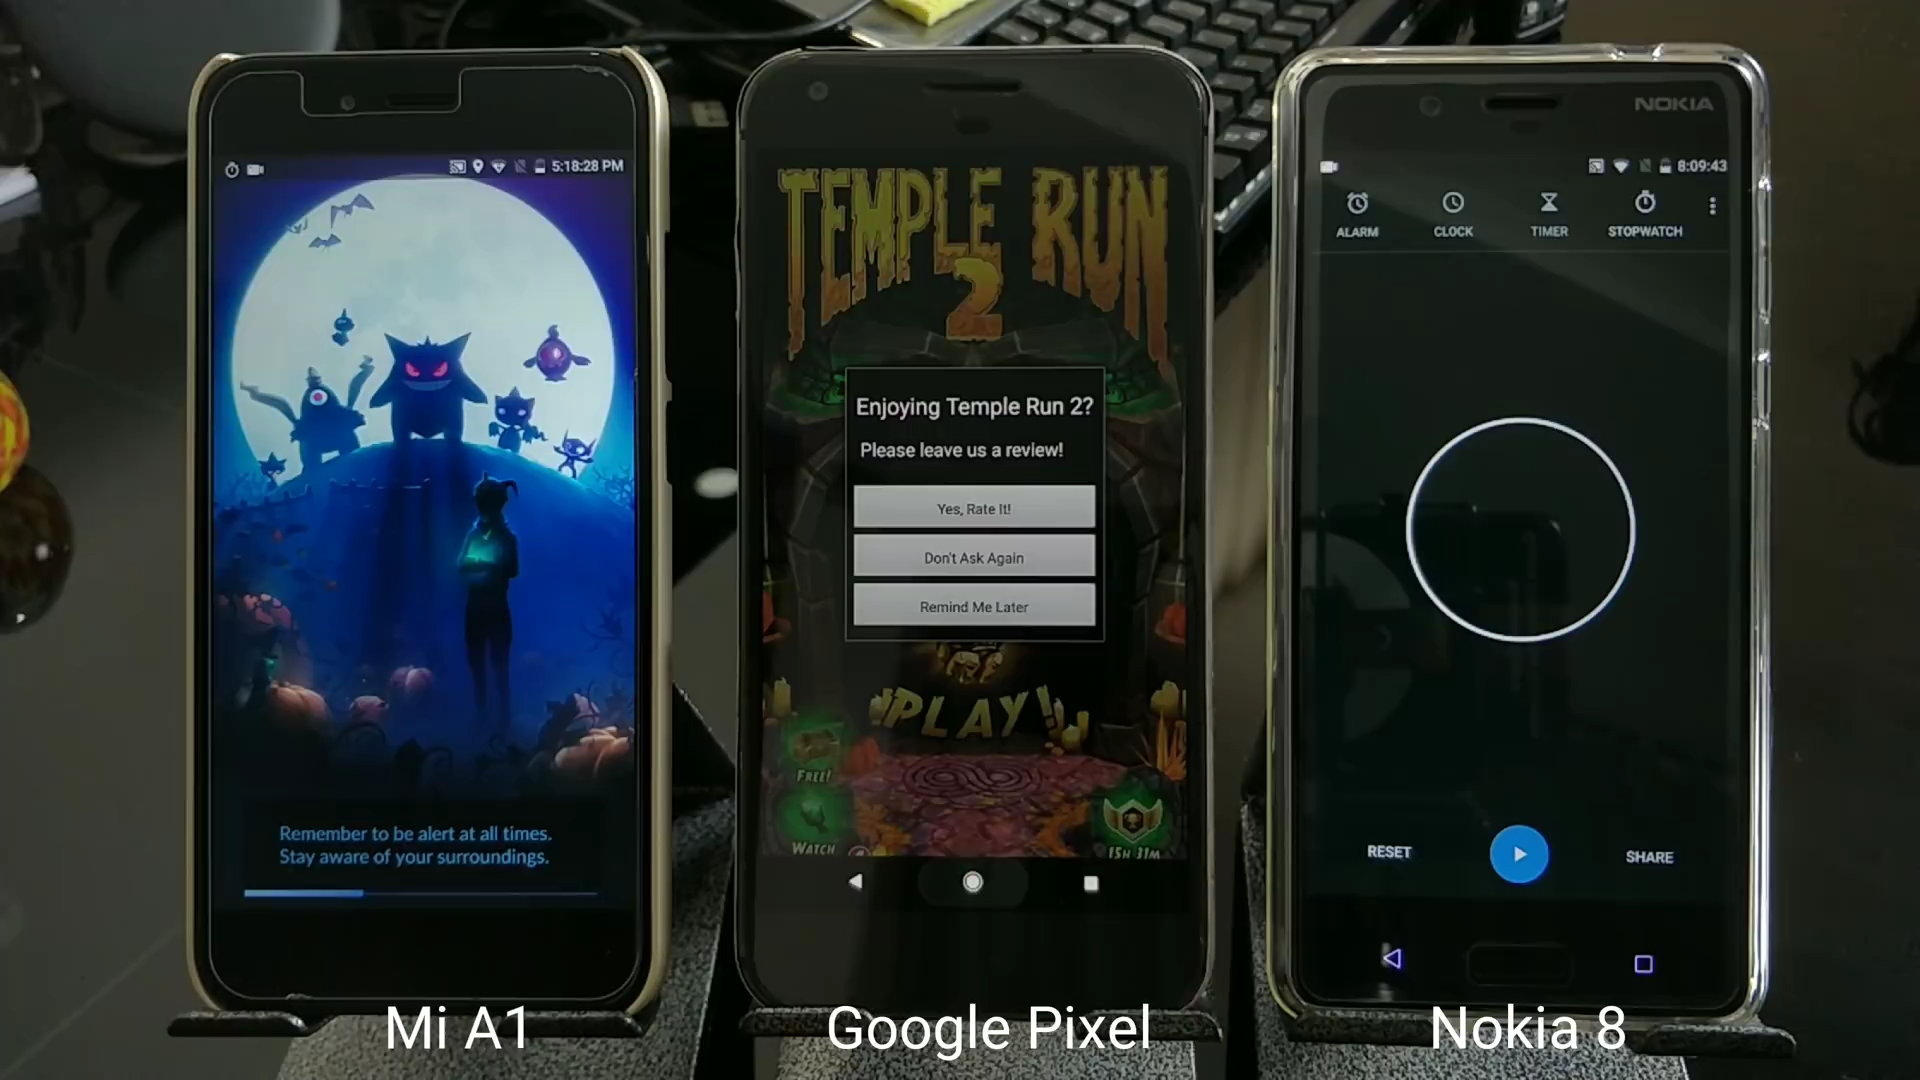 5:18:28 PM
Remember to be alert at all times.
Stay aware of your surroundings.
TEMPLE RUN
2
Enjoying Temple Run 2?
Please leave us a review!
Yes, Rate It!
Don't Ask Again
Remind Me Later
PLAY!
FREE!
WATCH
15H 31M
NOKIA
8:09:43
ALARM
CLOCK
TIMER
STOPWATCH
RESET
SHARE
Mi A1
Google Pixel
Nokia 8